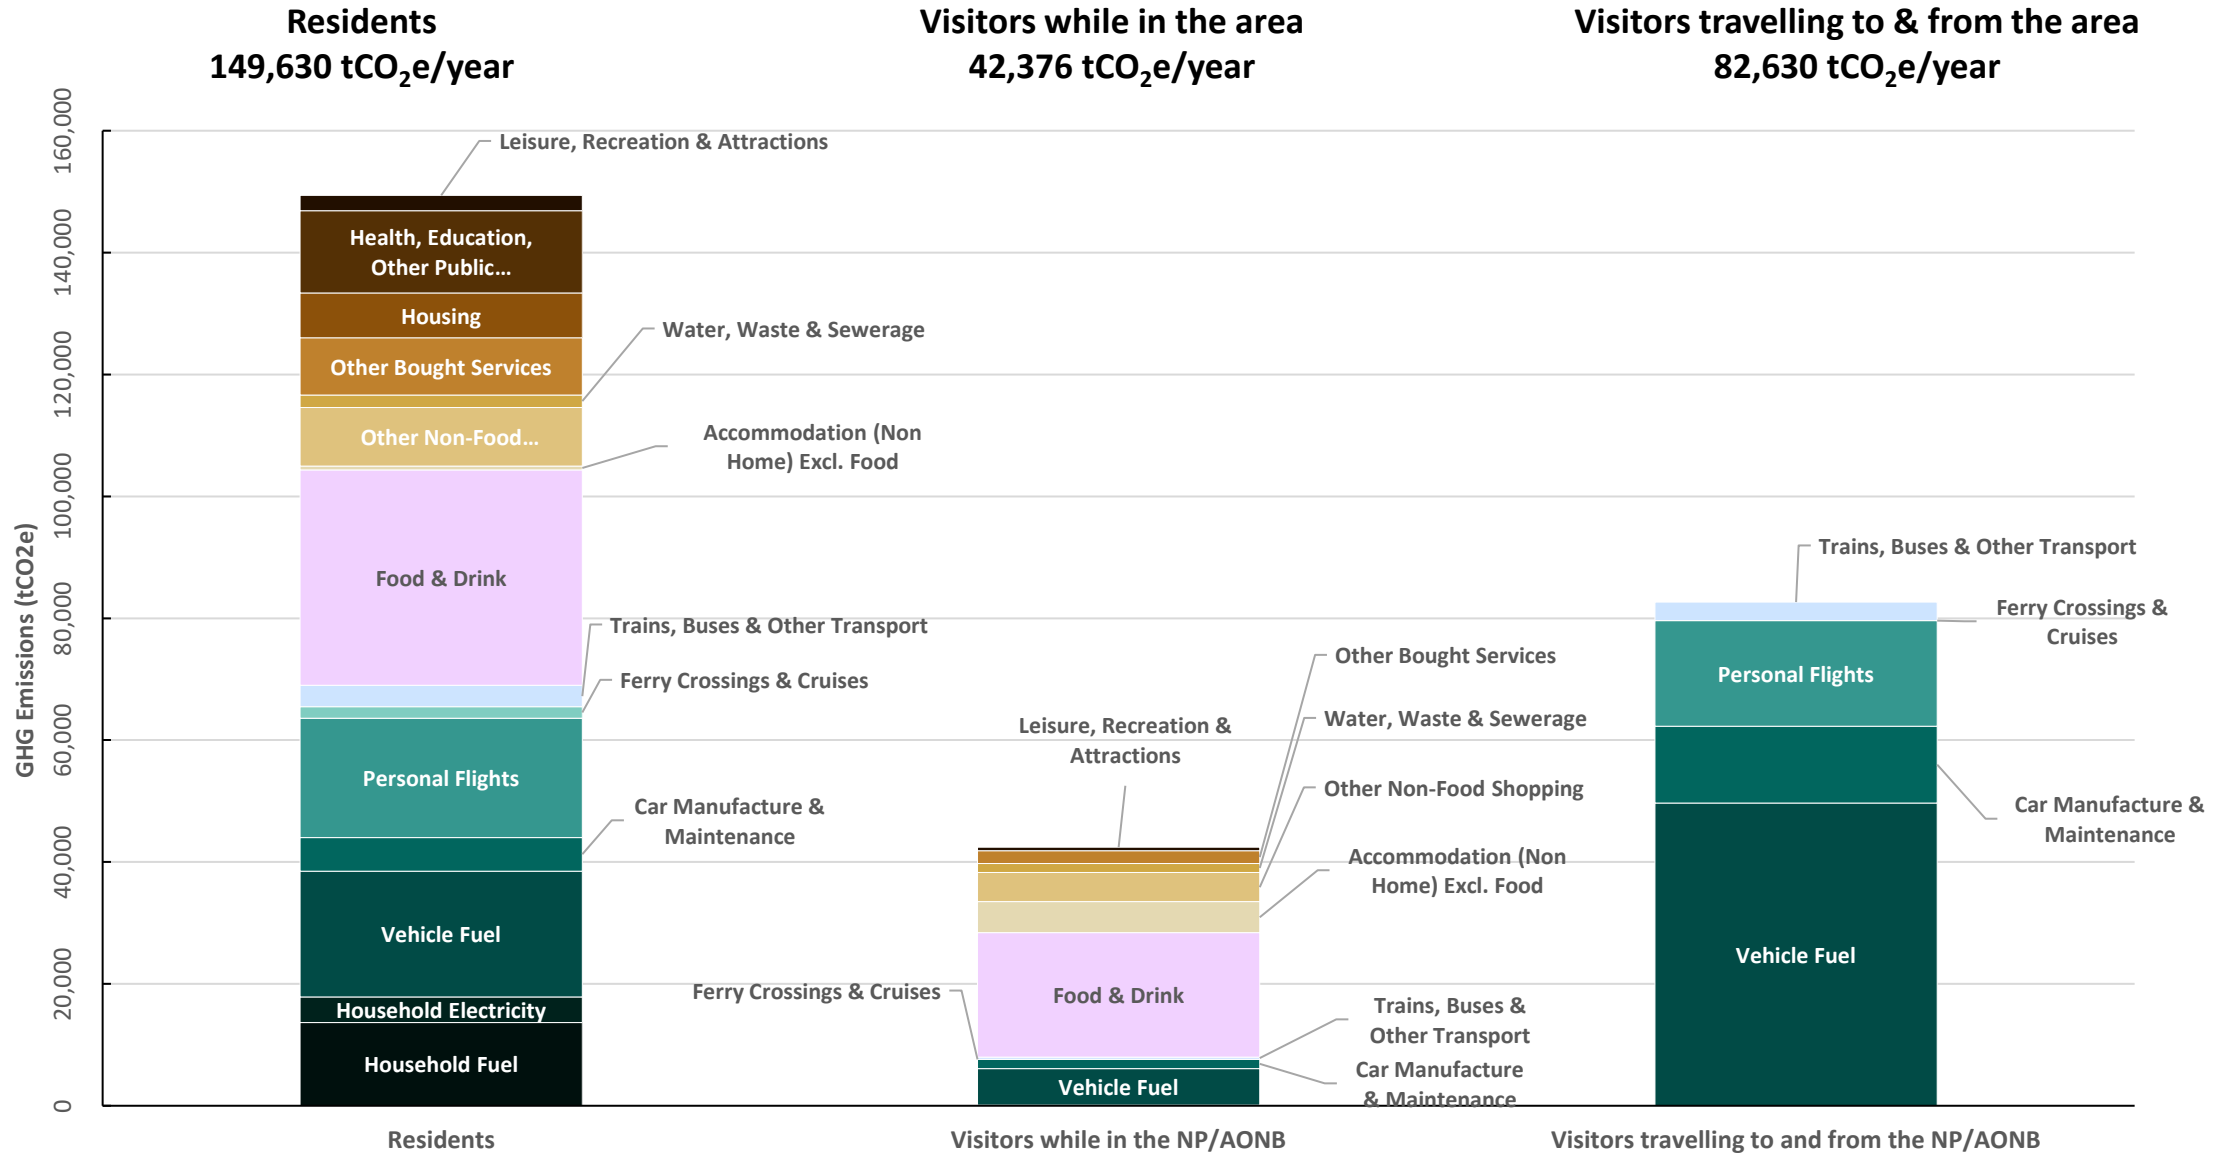 Residents
149,630 tCO₂e/year
Visitors while in the area
42,376 tCO₂e/year
Visitors travelling to & from the area
82,630 tCO₂e/year
GHG Emissions (tCO2e)
160,000
140,000
120,000
100,000
80,000
60,000
40,000
20,000
0
Leisure, Recreation & Attractions
Health, Education,
Other Public...
Housing
Other Bought Services
Water, Waste & Sewerage
Other Non-Food...
Accommodation (Non
Home) Excl. Food
Food & Drink
Trains, Buses & Other Transport
Ferry Crossings & Cruises
Personal Flights
Car Manufacture &
Maintenance
Vehicle Fuel
Household Electricity
Household Fuel
Other Bought Services
Leisure, Recreation &
Attractions
Water, Waste & Sewerage
Other Non-Food Shopping
Accommodation (Non
Home) Excl. Food
Food & Drink
Ferry Crossings & Cruises
Trains, Buses &
Other Transport
Car Manufacture
& Maintenance
Vehicle Fuel
Trains, Buses & Other Transport
Ferry Crossings &
Cruises
Personal Flights
Car Manufacture &
Maintenance
Vehicle Fuel
Residents
Visitors while in the NP/AONB
Visitors travelling to and from the NP/AONB